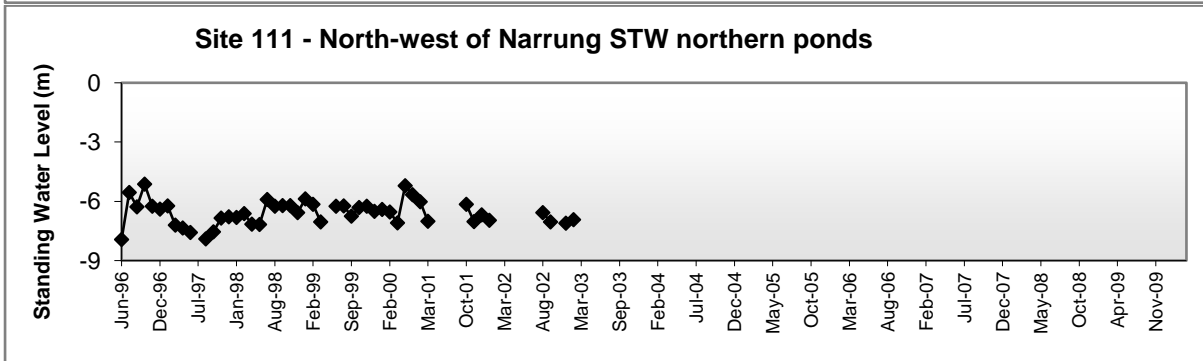 Site 111 - North-west of Narrung STW northern ponds
Standing Water Level (m)
0
-3
-6
-9
Jun-96
Dec-96
Jul-97
Jan-98
Aug-98
Feb-99
Sep-99
Feb-00
Mar-01
Oct-01
Mar-02
Aug-02
Mar-03
Sep-03
Feb-04
Jul-04
Dec-04
May-05
Oct-05
Mar-06
Aug-06
Feb-07
Jul-07
Dec-07
May-08
Oct-08
Apr-09
Nov-09